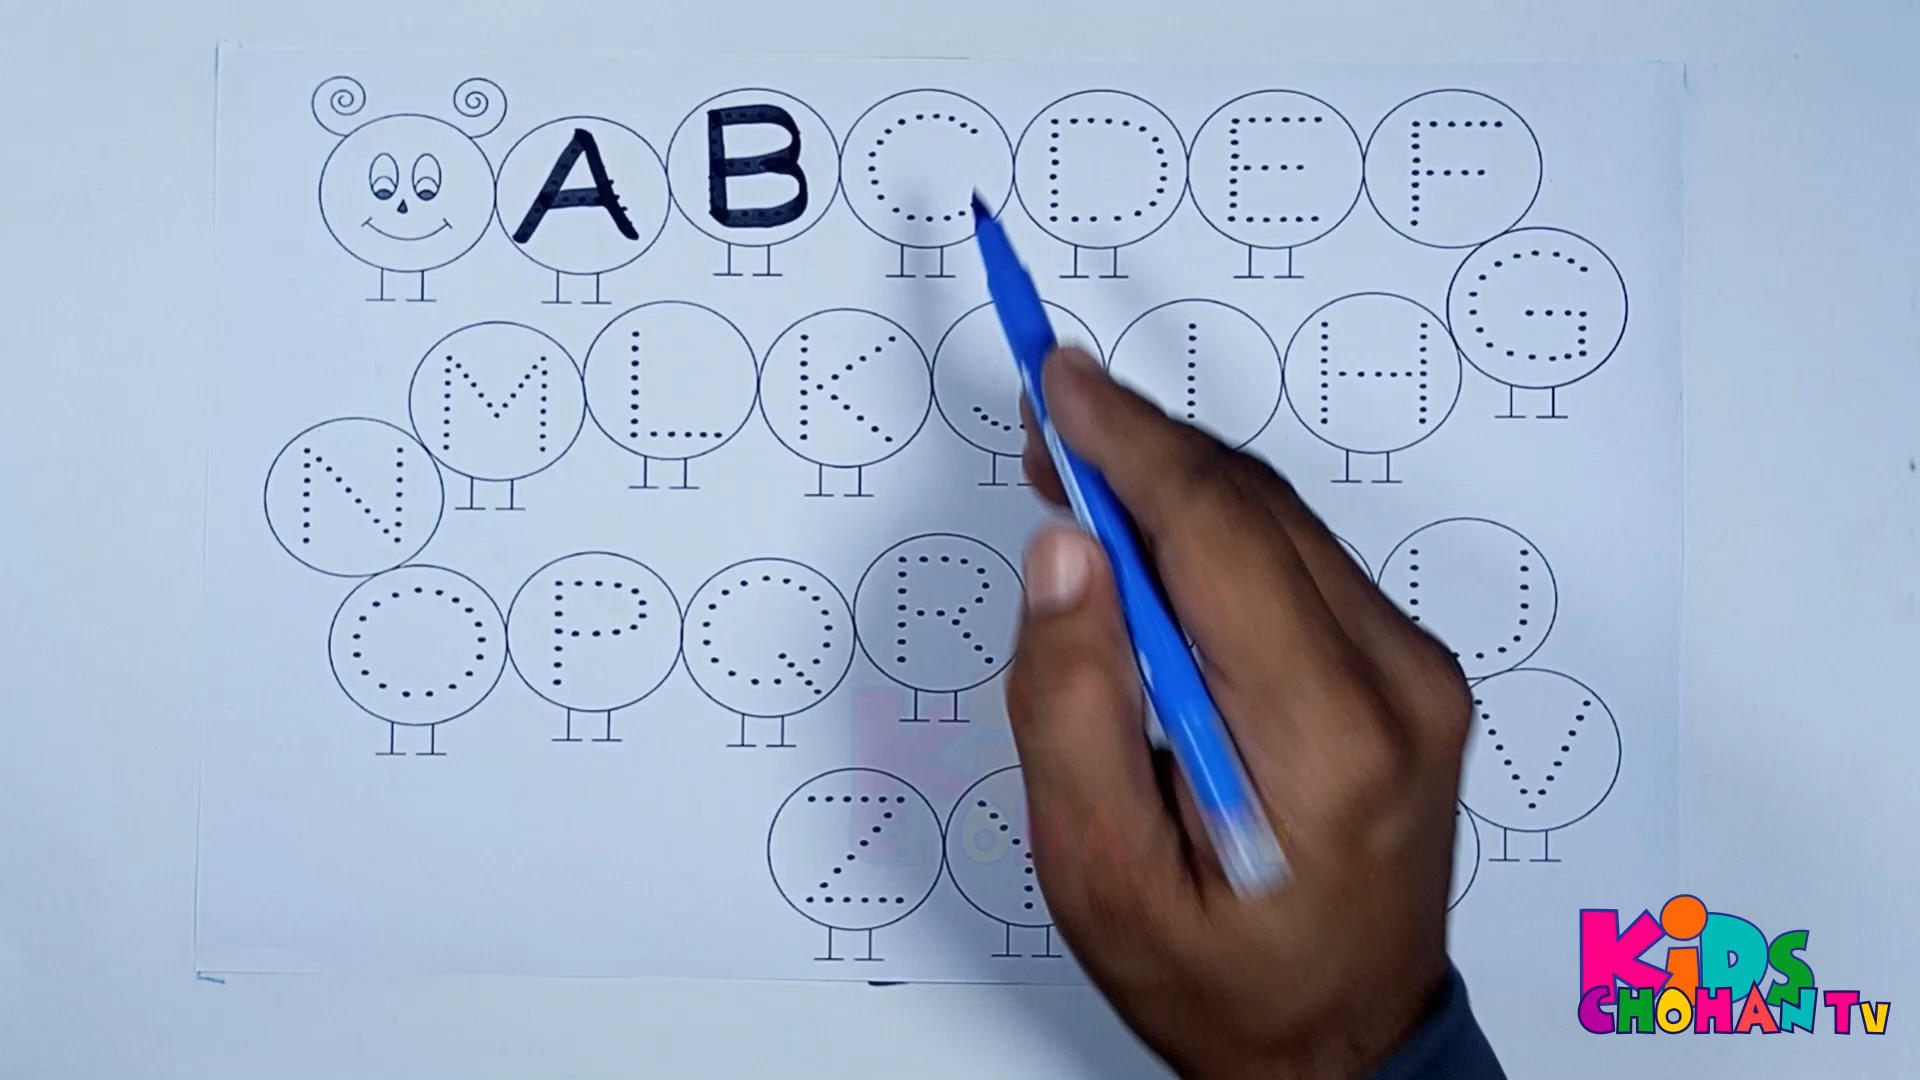 A B C D E F
G
M L K J I H
N
O P Q R U
V
Z Y
KiDS
CHOHAN TV